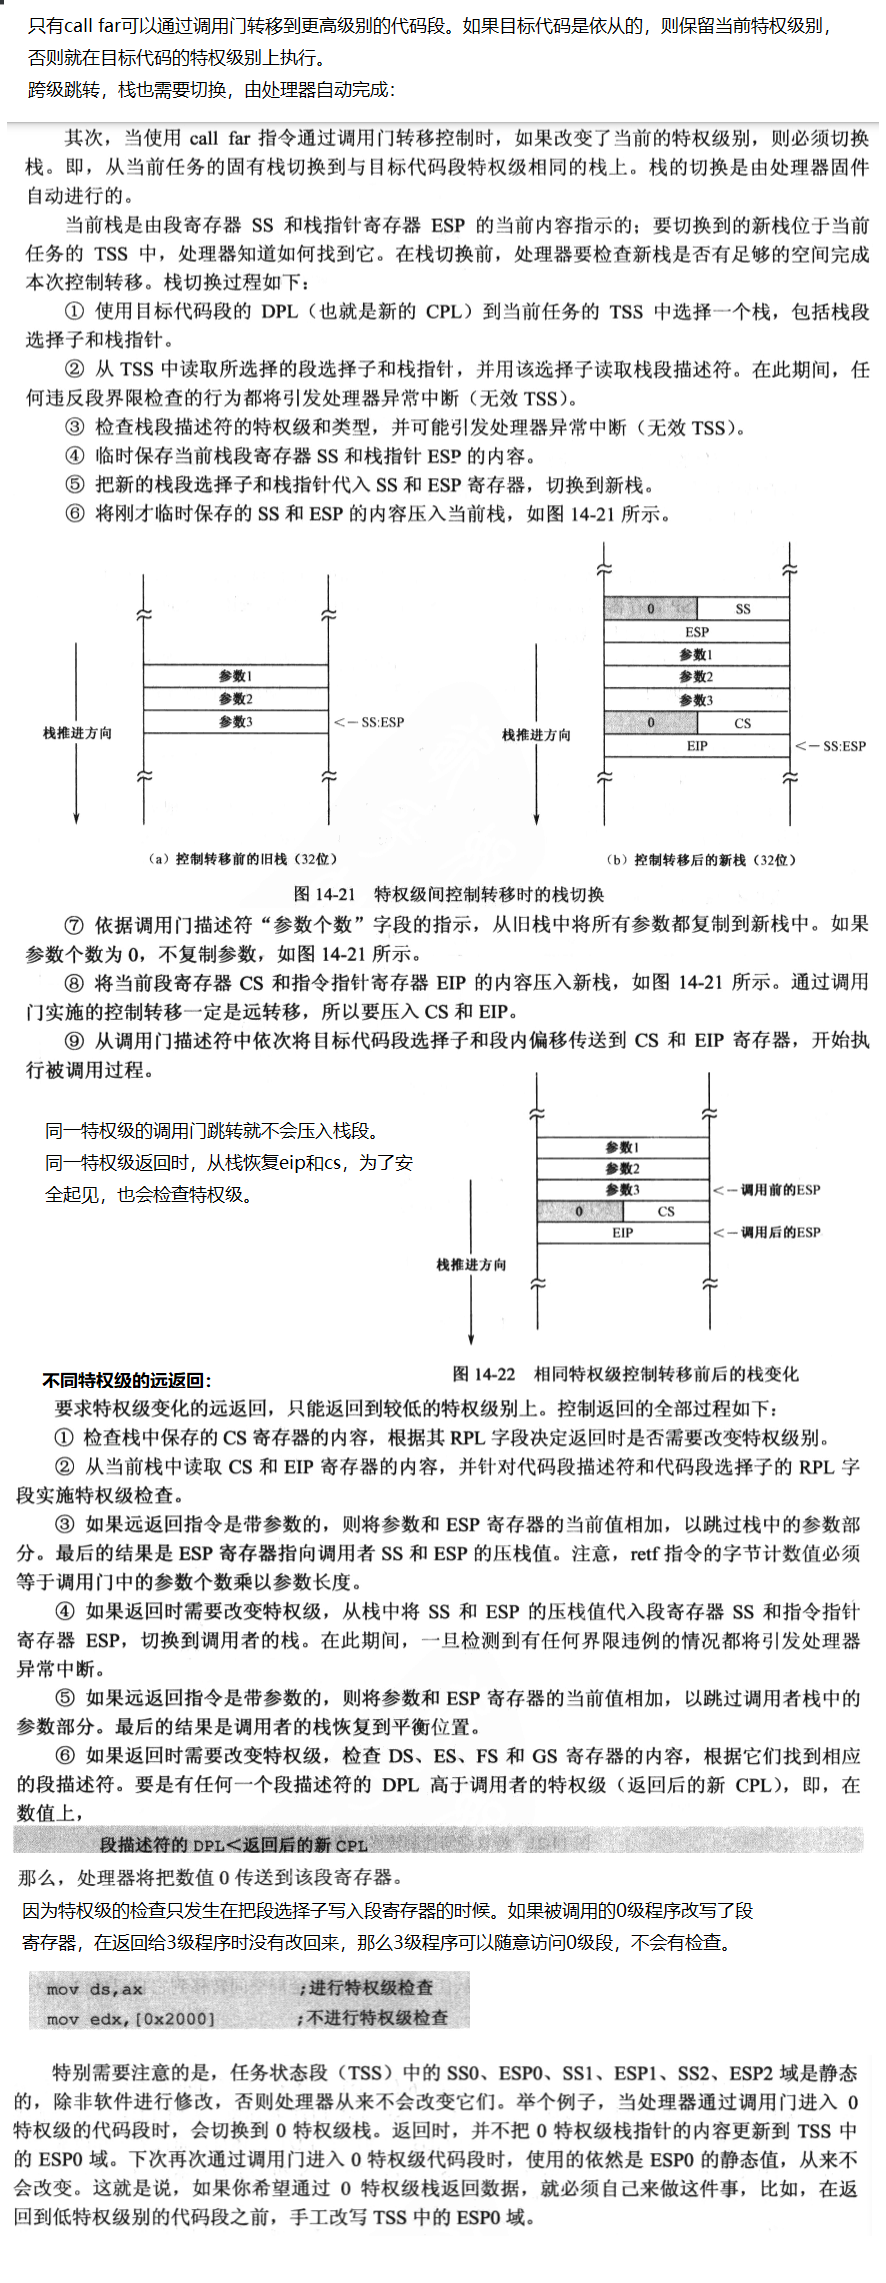 只有call far可以通过调用门转移到更高级别的代码段。如果目标代码是依从的，则保留当前特权级别，
否则就在目标代码的特权级别上执行。
跨级跳转，栈也需要切换，由处理器自动完成：
其次，当使用 call far 指令通过调用门转移控制时，如果改变了当前的特权级别，则必须切换
栈。即，从当前任务的固有栈切换到与目标代码段特权级相同的栈上。栈的切换是由处理器固件
自动进行的。
当前栈是由段寄存器 SS 和栈指针寄存器 ESP 的当前内容指示的；要切换到的新栈位于当前
任务的 TSS 中，处理器知道如何找到它。在栈切换前，处理器要检查新栈是否有足够的空间完成
本次控制转移。栈切换过程如下：
① 使用目标代码段的 DPL（也就是新的 CPL）到当前任务的 TSS 中选择一个栈，包括栈段
选择子和栈指针。
② 从 TSS 中读取所选择的段选择子和栈指针，并用该选择子读取栈段描述符。在此期间，任
何违反段界限检查的行为都将引发处理器异常中断（无效 TSS）。
③ 检查栈段描述符的特权级和类型，并可能引发处理器异常中断（无效 TSS）。
④ 临时保存当前栈段寄存器 SS 和栈指针 ESP 的内容。
⑤ 把新的栈段选择子和栈指针代入 SS 和 ESP 寄存器，切换到新栈。
⑥ 将刚才临时保存的 SS 和 ESP 的内容压入当前栈，如图 14-21 所示。
参数1
参数2
参数3
<— SS:ESP
栈推进方向
（a）控制转移前的旧栈（32位）
0 SS
ESP
参数1
参数2
参数3
0 CS
EIP
<— SS:ESP
栈推进方向
（b）控制转移后的新栈（32位）
图 14-21 特权级间控制转移时的栈切换
⑦ 依据调用门描述符“参数个数”字段的指示，从旧栈中将所有参数都复制到新栈中。如果
参数个数为 0，不复制参数，如图 14-21 所示。
⑧ 将当前段寄存器 CS 和指令指针寄存器 EIP 的内容压入新栈，如图 14-21 所示。通过调用
门实施的控制转移一定是远转移，所以要压入 CS 和 EIP。
⑨ 从调用门描述符中依次将目标代码段选择子和段内偏移传送到 CS 和 EIP 寄存器，开始执
行被调用过程。
同一特权级的调用门跳转就不会压入栈段。
同一特权级返回时，从栈恢复eip和cs，为了安
全起见，也会检查特权级。
参数1
参数2
参数3
<— 调用前的ESP
0 CS
EIP
<— 调用后的ESP
栈推进方向
图 14-22 相同特权级控制转移前后的栈变化
不同特权级的远返回：
要求特权级变化的远返回，只能返回到较低的特权级别上。控制返回的全部过程如下：
① 检查栈中保存的 CS 寄存器的内容，根据其 RPL 字段决定返回时是否需要改变特权级别。
② 从当前栈中读取 CS 和 EIP 寄存器的内容，并针对代码段描述符和代码段选择子的 RPL 字
段实施特权级检查。
③ 如果远返回指令是带参数的，则将参数和 ESP 寄存器的当前值相加，以跳过栈中的参数部
分。最后的结果是 ESP 寄存器指向调用者 SS 和 ESP 的压栈值。注意，retf 指令的字节计数值必须
等于调用门中的参数个数乘以参数长度。
④ 如果返回时需要改变特权级，从栈中将 SS 和 ESP 的压栈值代入段寄存器 SS 和指令指针
寄存器 ESP，切换到调用者的栈。在此期间，一旦检测到有任何界限违例的情况都将引发处理器
异常中断。
⑤ 如果远返回指令是带参数的，则将参数和 ESP 寄存器的当前值相加，以跳过调用者栈中的
参数部分。最后的结果是调用者的栈恢复到平衡位置。
⑥ 如果返回时需要改变特权级，检查 DS、ES、FS 和 GS 寄存器的内容，根据它们找到相应
的段描述符。要是有任何一个段描述符的 DPL 高于调用者的特权级（返回后的新 CPL），即，在
数值上，
段描述符的 DPL<返回后的新 CPL
那么，处理器将把数值 0 传送到该段寄存器。
因为特权级的检查只发生在把段选择子写入段寄存器的时候。如果被调用的0级程序改写了段
寄存器，在返回给3级程序时没有改回来，那么3级程序可以随意访问0级段，不会有检查。
mov ds,ax ;进行特权级检查
mov edx,[0x2000] ;不进行特权级检查
特别需要注意的是，任务状态段（TSS）中的 SS0、ESP0、SS1、ESP1、SS2、ESP2 域是静态
的，除非软件进行修改，否则处理器从来不会改变它们。举个例子，当处理器通过调用门进入 0
特权级的代码段时，会切换到 0 特权级栈。返回时，并不把 0 特权级栈指针的内容更新到 TSS 中
的 ESP0 域。下次再次通过调用门进入 0 特权级代码段时，使用的依然是 ESP0 的静态值，从来不
会改变。这就是说，如果你希望通过 0 特权级栈返回数据，就必须自己来做这件事，比如，在返
回到低特权级别的代码段之前，手工改写 TSS 中的 ESP0 域。